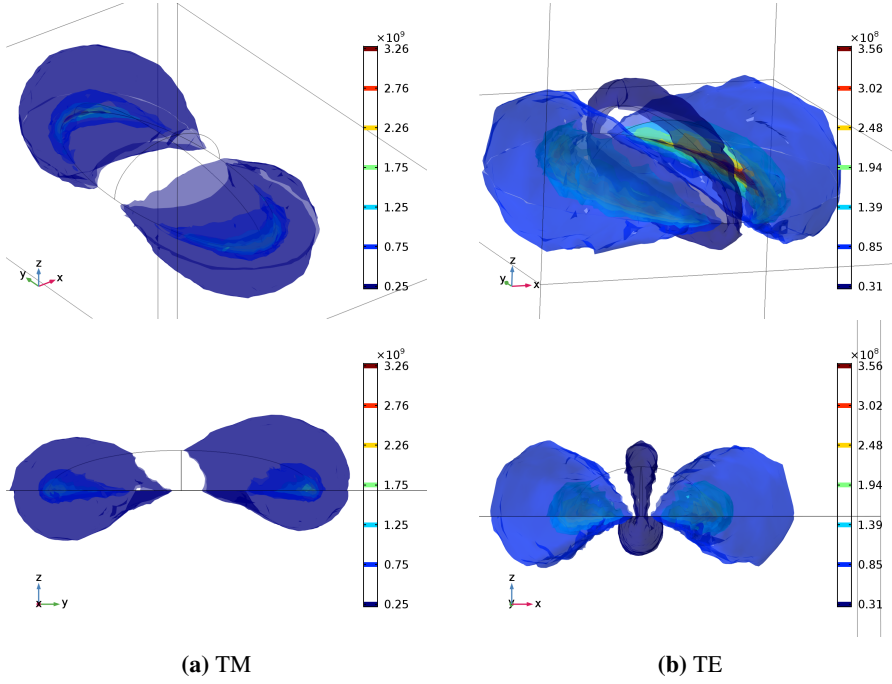 ×10⁹
3.26
2.76
2.26
1.75
1.25
0.75
0.25
z
y
x
×10⁸
3.56
3.02
2.48
1.94
1.39
0.85
0.31
z
y
x
×10⁹
3.26
2.76
2.26
1.75
1.25
0.75
0.25
z
x
y
×10⁸
3.56
3.02
2.48
1.94
1.39
0.85
0.31
z
y
x
(a) TM
(b) TE